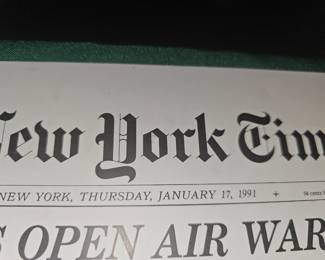 New York Tim
NEW YORK, THURSDAY, JANUARY 17, 1991
S OPEN AIR WAR